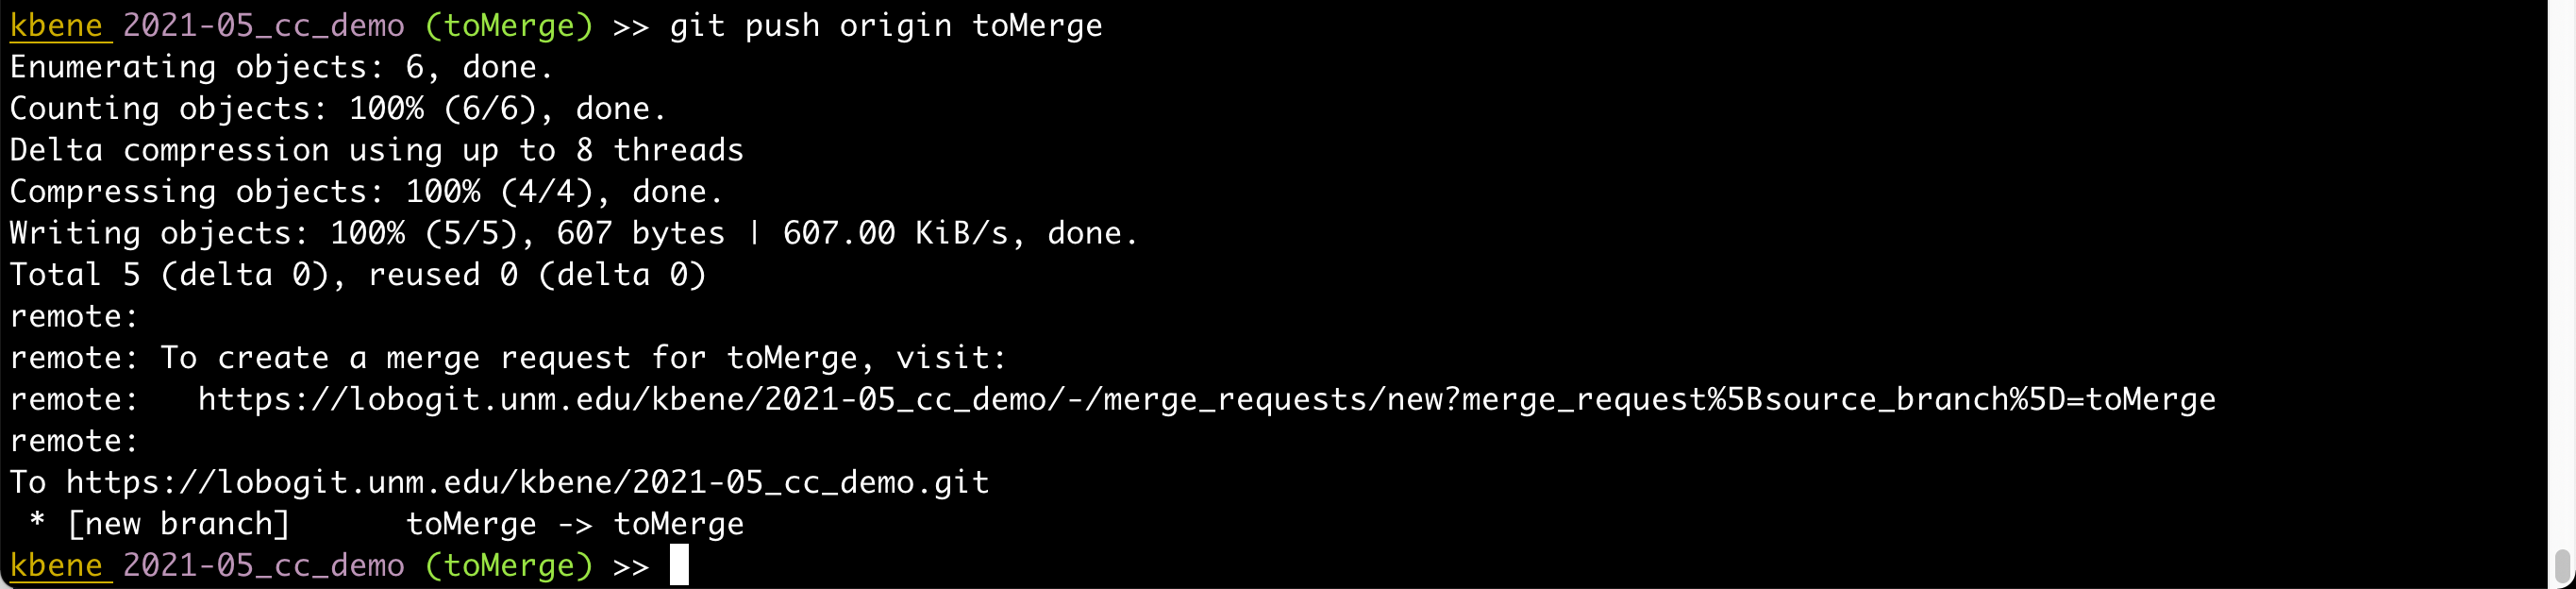 kbene 2021-05_cc_demo (toMerge) >> git push origin toMerge
Enumerating objects: 6, done.
Counting objects: 100% (6/6), done.
Delta compression using up to 8 threads
Compressing objects: 100% (4/4), done.
Writing objects: 100% (5/5), 607 bytes | 607.00 KiB/s, done.
Total 5 (delta 0), reused 0 (delta 0)
remote:
remote: To create a merge request for toMerge, visit:
remote:   https://lobogit.unm.edu/kbene/2021-05_cc_demo/-/merge_requests/new?merge_request%5Bsource_branch%5D=toMerge
remote:
To https://lobogit.unm.edu/kbene/2021-05_cc_demo.git
 * [new branch]      toMerge -> toMerge
kbene 2021-05_cc_demo (toMerge) >>